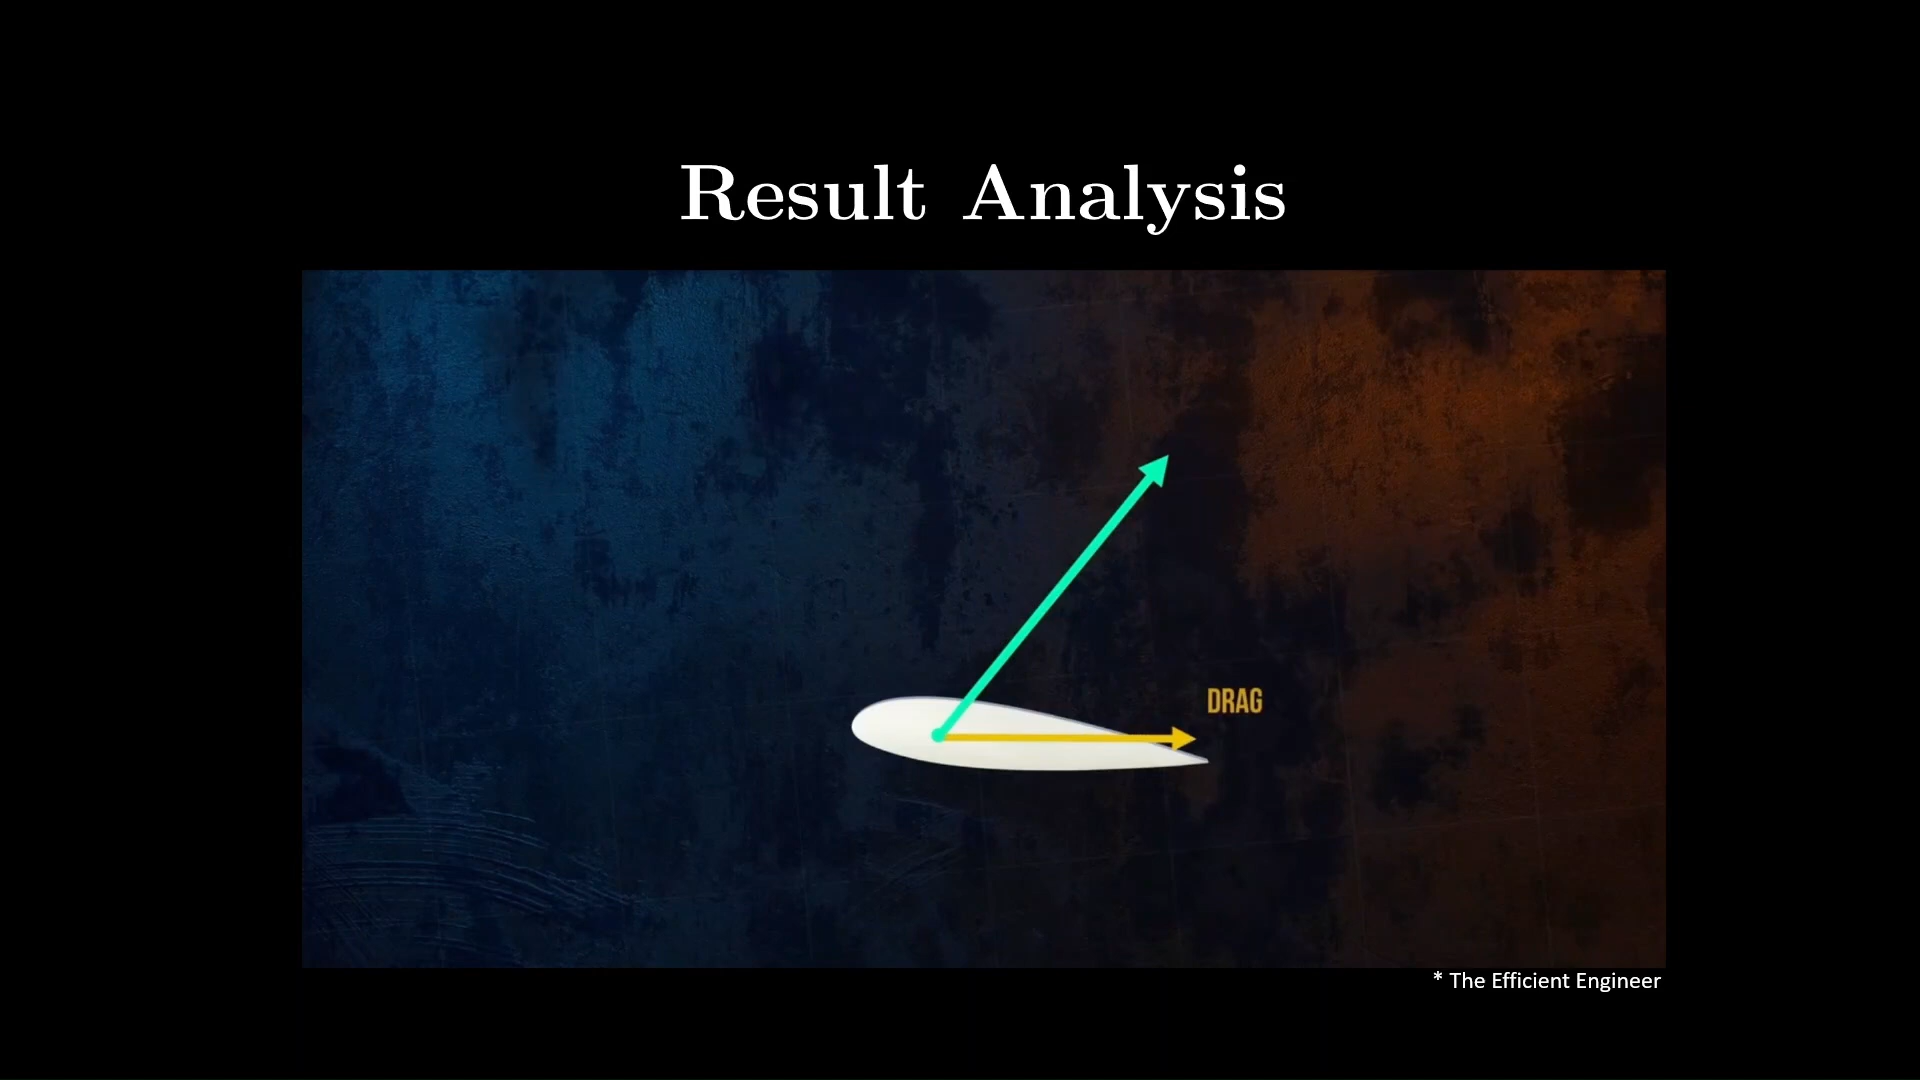 Result Analysis
DRAG
* The Efficient Engineer